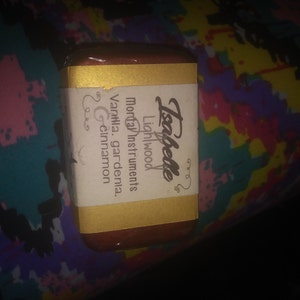 Isabelle
Lightwood
Mortal Instruments
Vanilla, gardenia,
& cinnamon